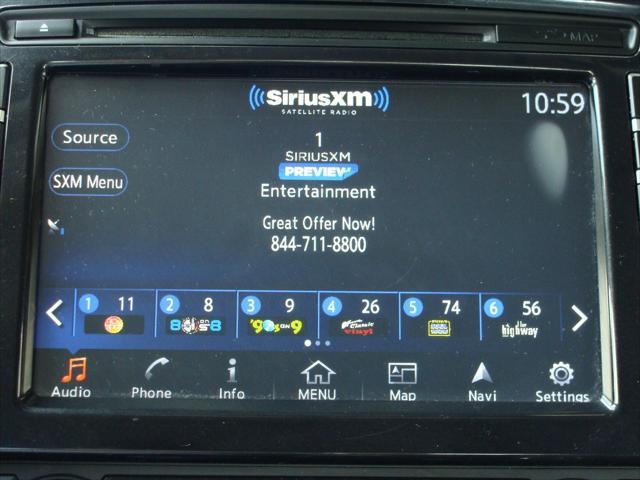 MAP
SiriusXM
SATELLITE RADIO
10:59
Source
1
SIRIUSXM
PREVIEW
Entertainment
SXM Menu
Great Offer Now!
844-711-8800
1 11
2 8
3 9
4 26
5 74
6 56
80s on 8
'90s ON 9
Classic vinyl
the highway
Audio
Phone
Info
MENU
Map
Navi
Settings